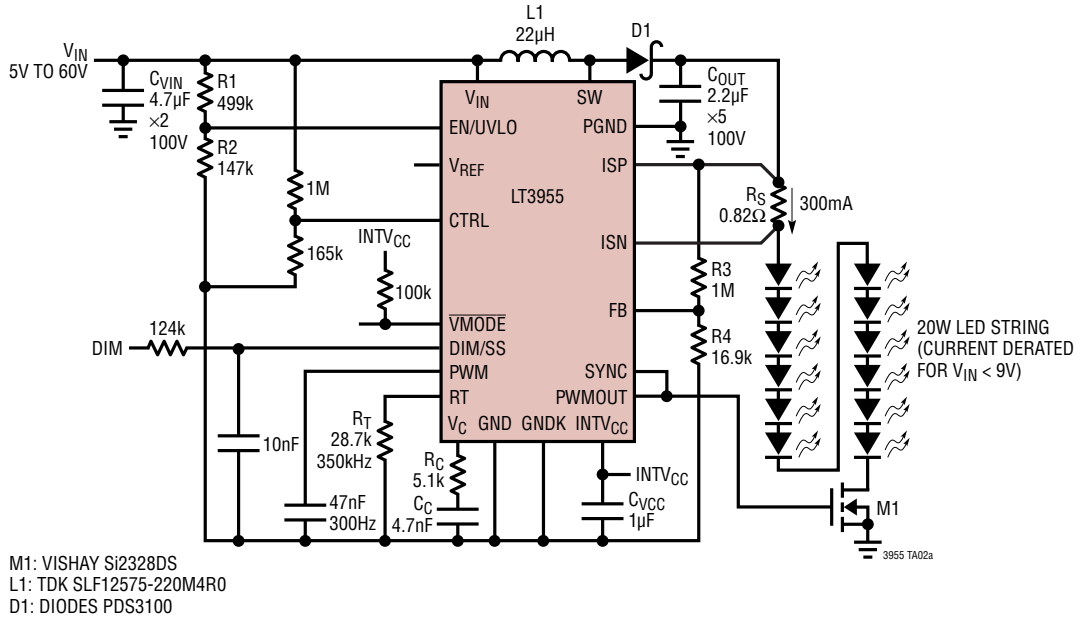 L1
22µH
D1
VIN
5V TO 60V
CVIN
4.7µF
×2
100V
R1
499k
R2
147k
1M
165k
INTVCC
100k
DIM
124k
10nF
47nF
300Hz
RT
28.7k
350kHz
RC
5.1k
CC
4.7nF
VIN
SW
EN/UVLO
PGND
VREF
ISP
LT3955
CTRL
ISN
VMODE
FB
DIM/SS
PWM
SYNC
RT
PWMOUT
VC
GND
GNDK
INTVCC
INTVCC
CVCC
1µF
COUT
2.2µF
×5
100V
RS
0.82Ω
300mA
R3
1M
R4
16.9k
20W LED STRING
(CURRENT DERATED
FOR VIN < 9V)
M1
3955 TA02a
M1: VISHAY Si2328DS
L1: TDK SLF12575-220M4R0
D1: DIODES PDS3100